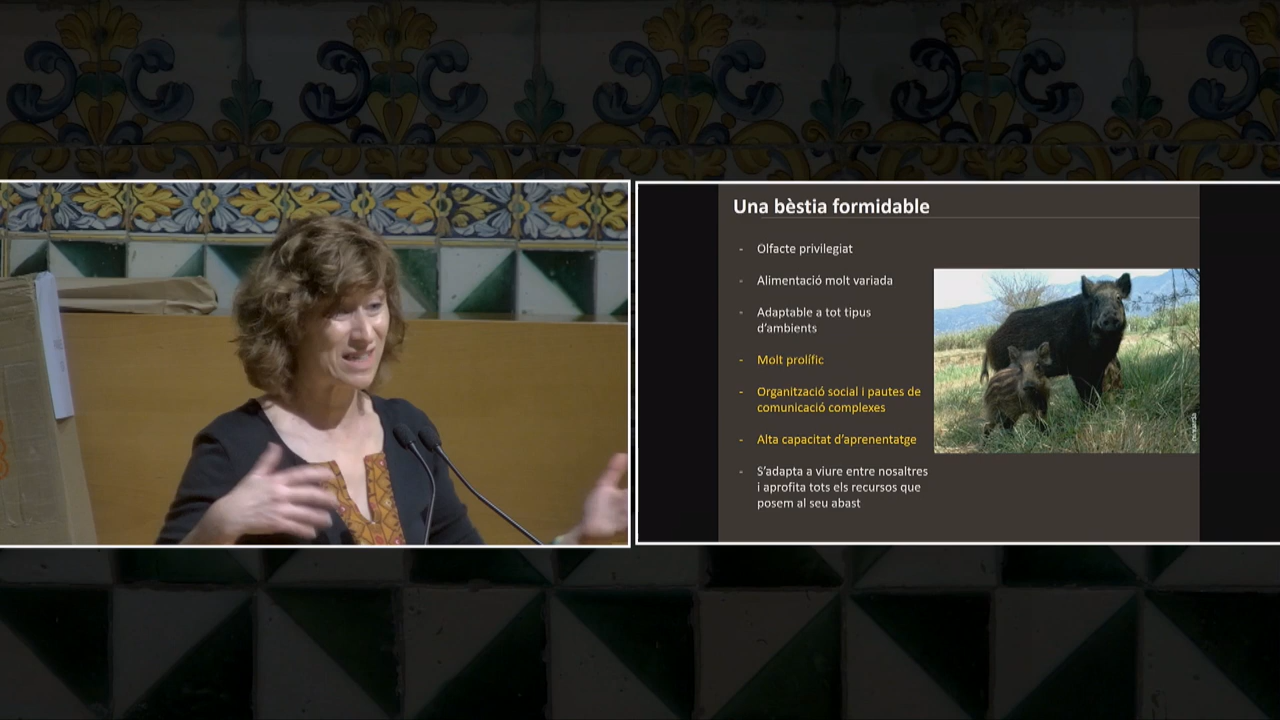 Una bèstia formidable
- Olfacte privilegiat
- Alimentació molt variada
- Adaptable a tot tipus
d'ambients
- Molt prolífic
- Organització social i pautes de
comunicació complexes
- Alta capacitat d'aprenentatge
- S'adapta a viure entre nosaltres
i aprofita tots els recursos que
posem al seu abast